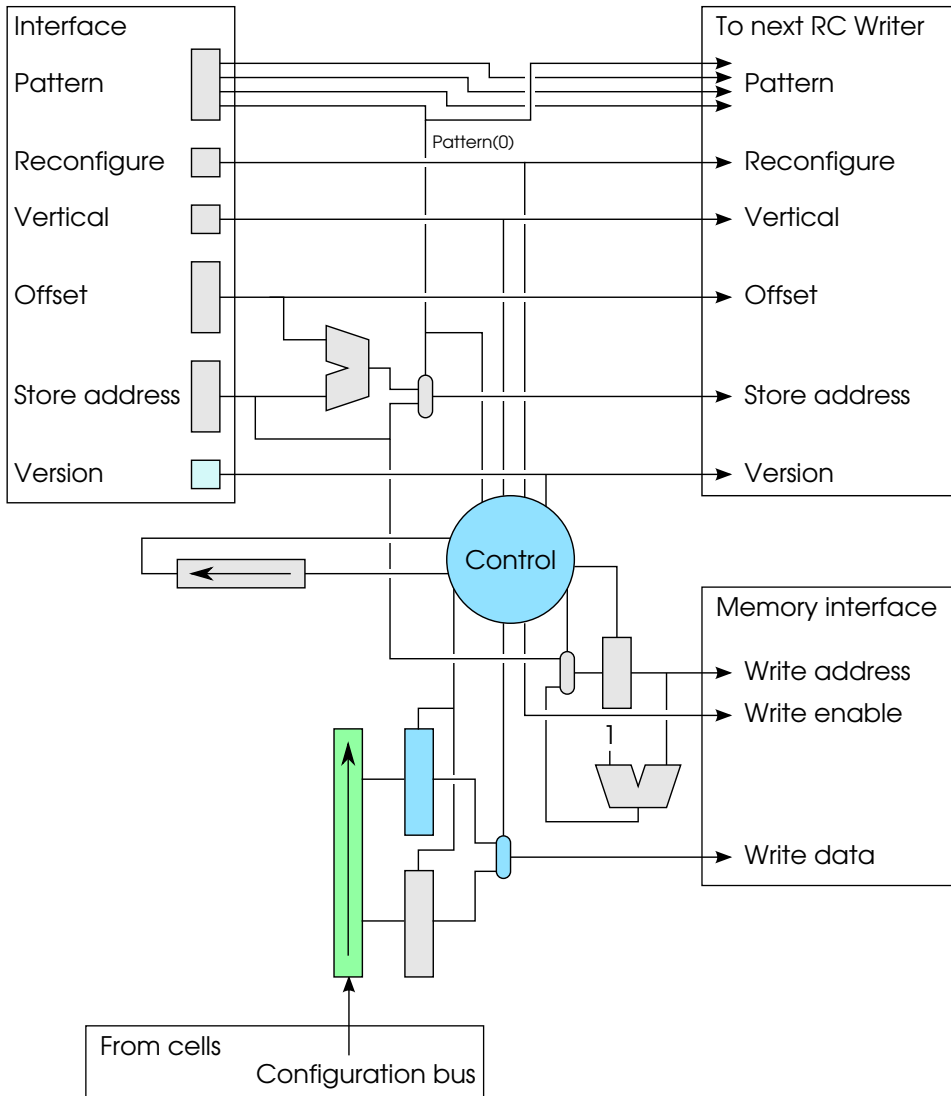 Interface
To next RC Writer
Pattern
Pattern
Pattern(0)
Reconfigure
Reconfigure
Vertical
Vertical
Offset
Offset
Store address
Store address
Version
Version
Control
Memory interface
Write address
Write enable
1
Write data
From cells
Configuration bus